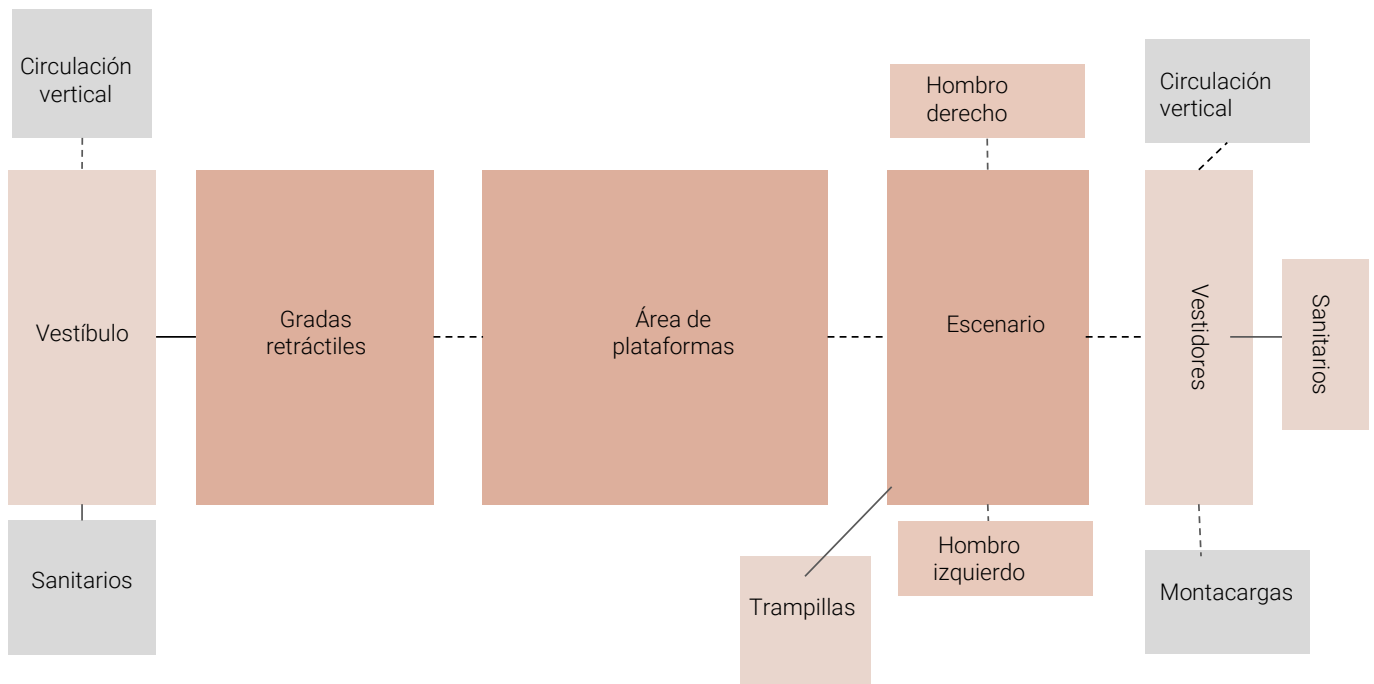 Circulación
vertical
Hombro
derecho
Circulación
vertical
Vestíbulo
Gradas
retráctiles
Área de
plataformas
Escenario
Vestidores
Sanitarios
Sanitarios
Trampillas
Hombro
izquierdo
Montacargas